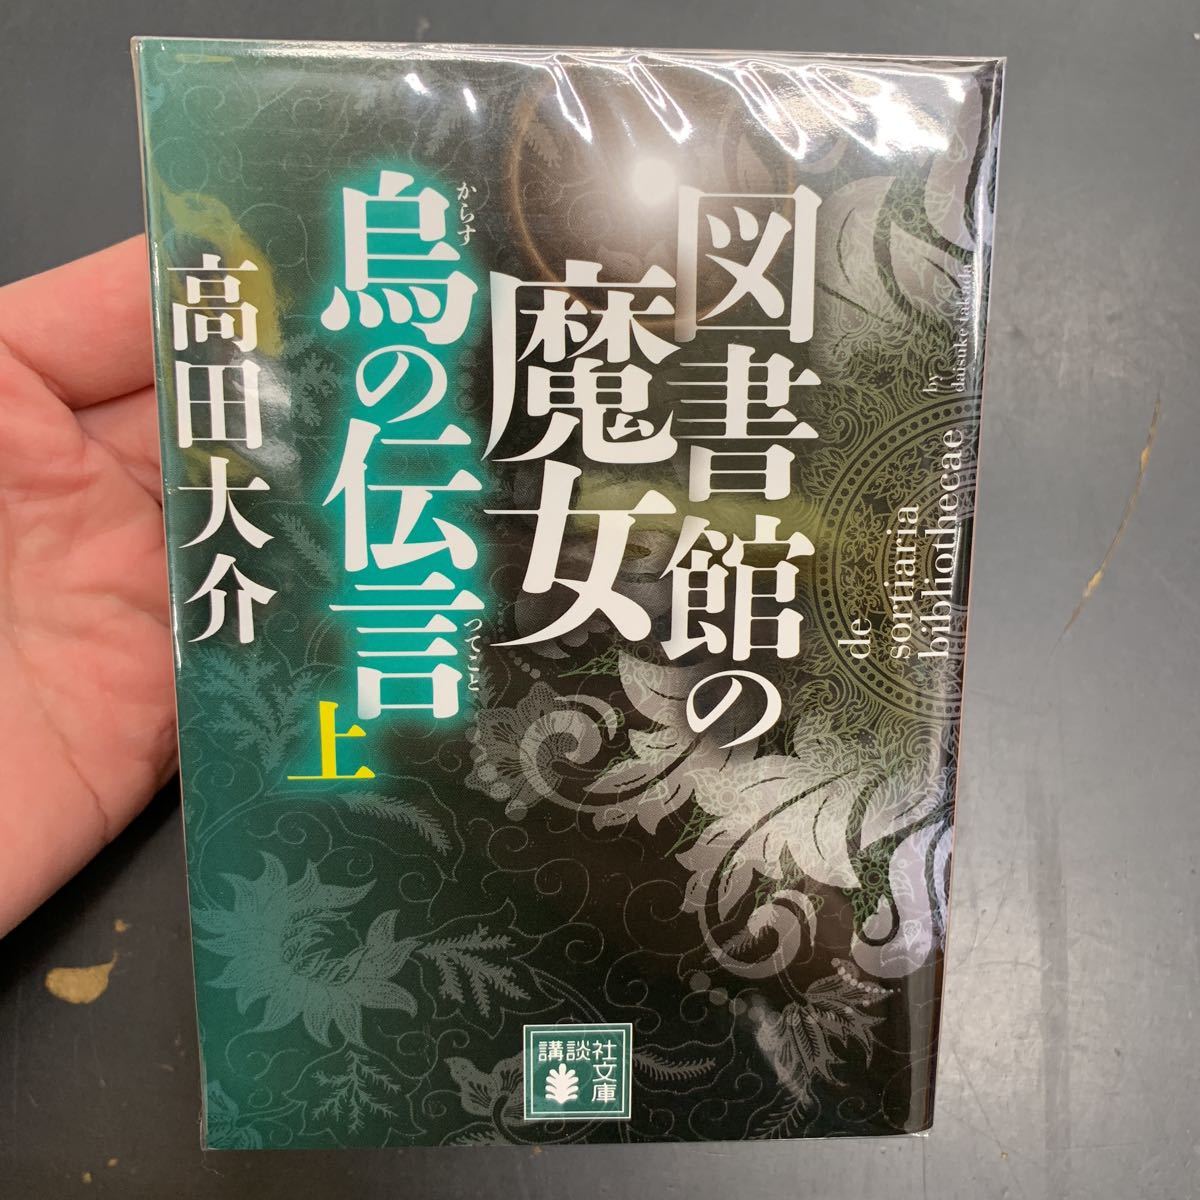 図書館の
魔女
烏の伝言
からす
つてこと
上
高田大介
de
sortiaria
bibliothecae
by
daisuke takada
講談社
文庫